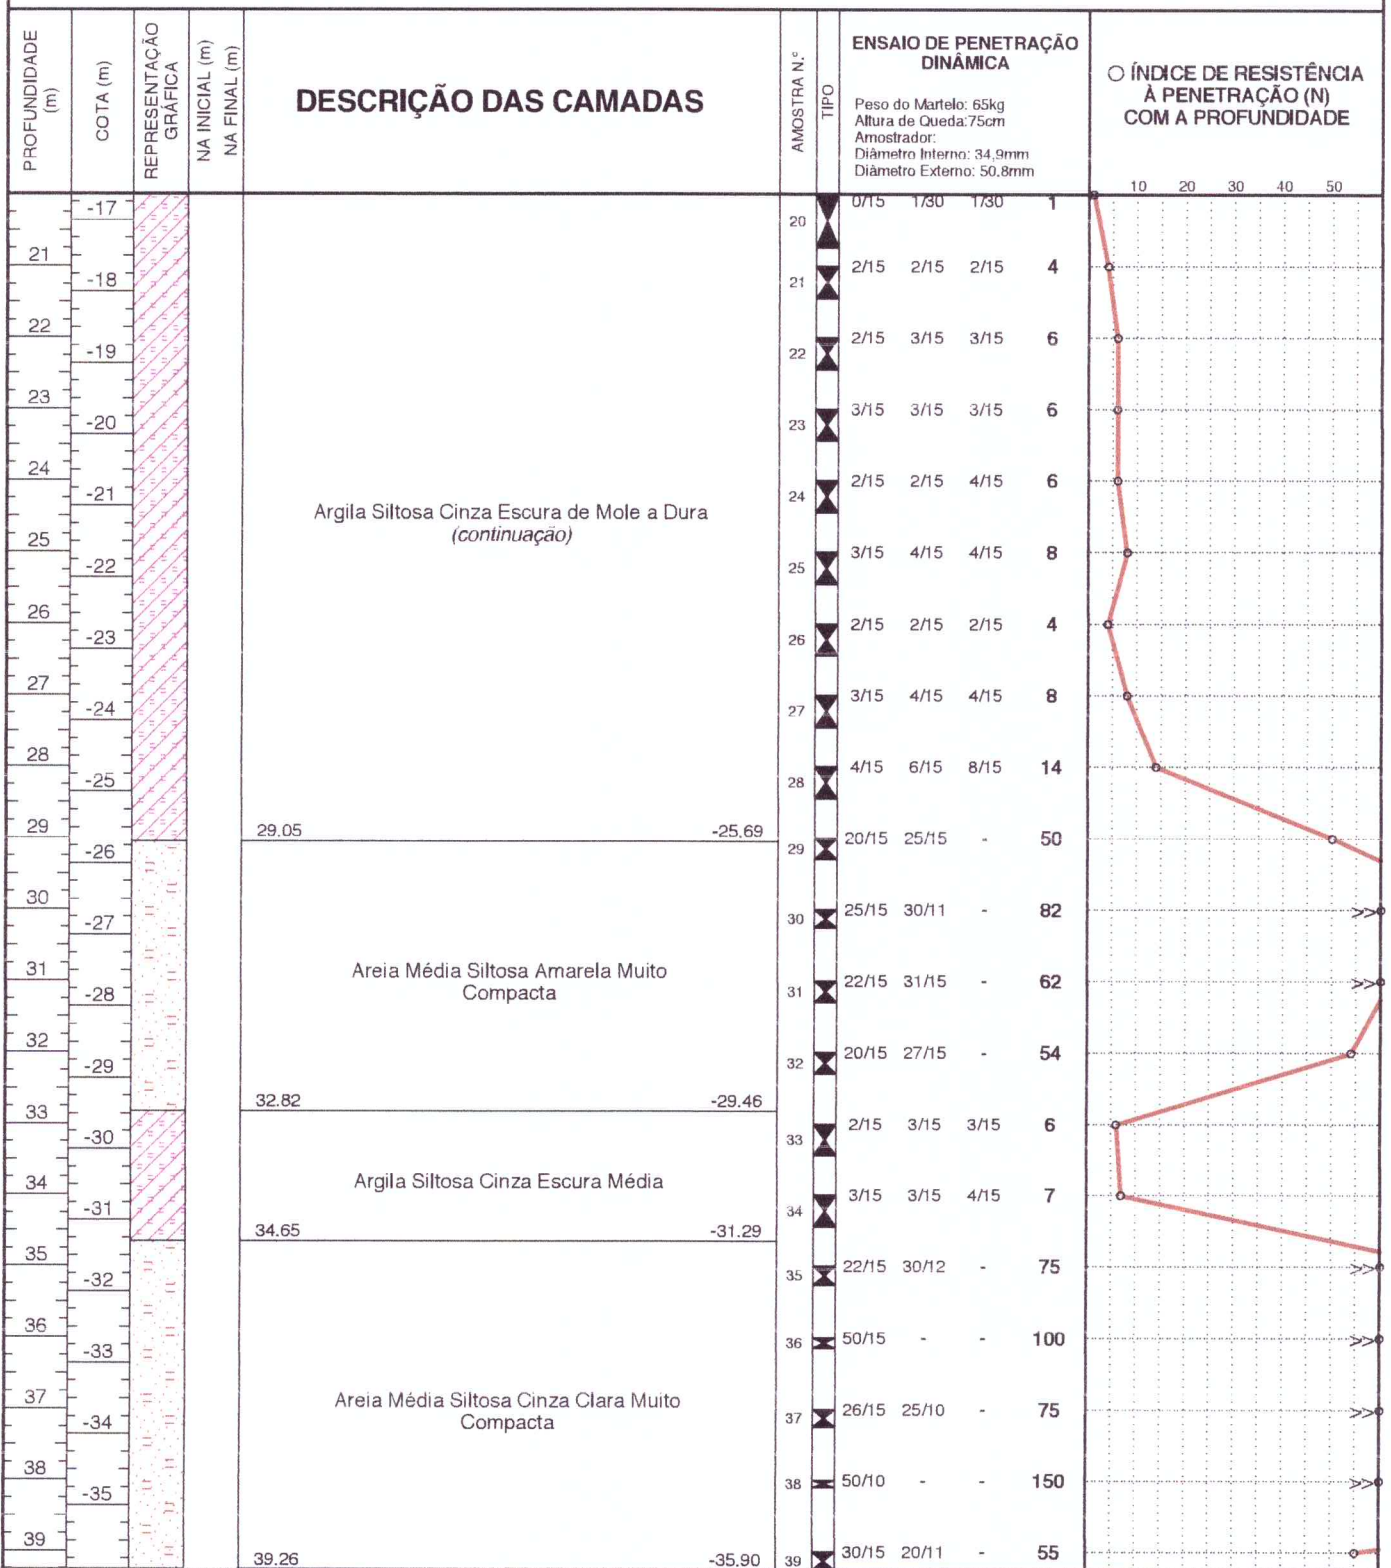 PROFUNDIDADE
(m)
COTA (m)
REPRESENTAÇÃO
GRÁFICA
NA INICIAL (m)
NA FINAL (m)
DESCRIÇÃO DAS CAMADAS
AMOSTRA N.º
TIPO
ENSAIO DE PENETRAÇÃO
DINÂMICA
Peso do Martelo: 65kg
Altura de Queda:75cm
Amostrador:
Diâmetro Interno: 34,9mm
Diâmetro Externo: 50.8mm
ÍNDICE DE RESISTÊNCIA
À PENETRAÇÃO (N)
COM A PROFUNDIDADE
10 20 30 40 50
-17 20 0/15 1/30 1/30 1
21 -18 21 2/15 2/15 2/15 4
22 -19 22 2/15 3/15 3/15 6
23 -20 23 3/15 3/15 3/15 6
24 -21 24 2/15 2/15 4/15 6
Argila Siltosa Cinza Escura de Mole a Dura
(continuação)
25 -22 25 3/15 4/15 4/15 8
26 -23 26 2/15 2/15 2/15 4
27 -24 27 3/15 4/15 4/15 8
28 -25 28 4/15 6/15 8/15 14
29 29.05 -25.69
-26 29 20/15 25/15 - 50
30 -27 30 25/15 30/11 - 82 >>
Areia Média Siltosa Amarela Muito
Compacta
31 -28 31 22/15 31/15 - 62 >>
32 -29 32 20/15 27/15 - 54
32.82 -29.46
33 -30 33 2/15 3/15 3/15 6
Argila Siltosa Cinza Escura Média
34 -31 34 3/15 3/15 4/15 7
34.65 -31.29
35 -32 35 22/15 30/12 - 75 >>
36 -33 36 50/15 - - 100 >>
Areia Média Siltosa Cinza Clara Muito
Compacta
37 -34 37 26/15 25/10 - 75 >>
38 -35 38 50/10 - - 150 >>
39 39 30/15 20/11 - 55
39.26 -35.90